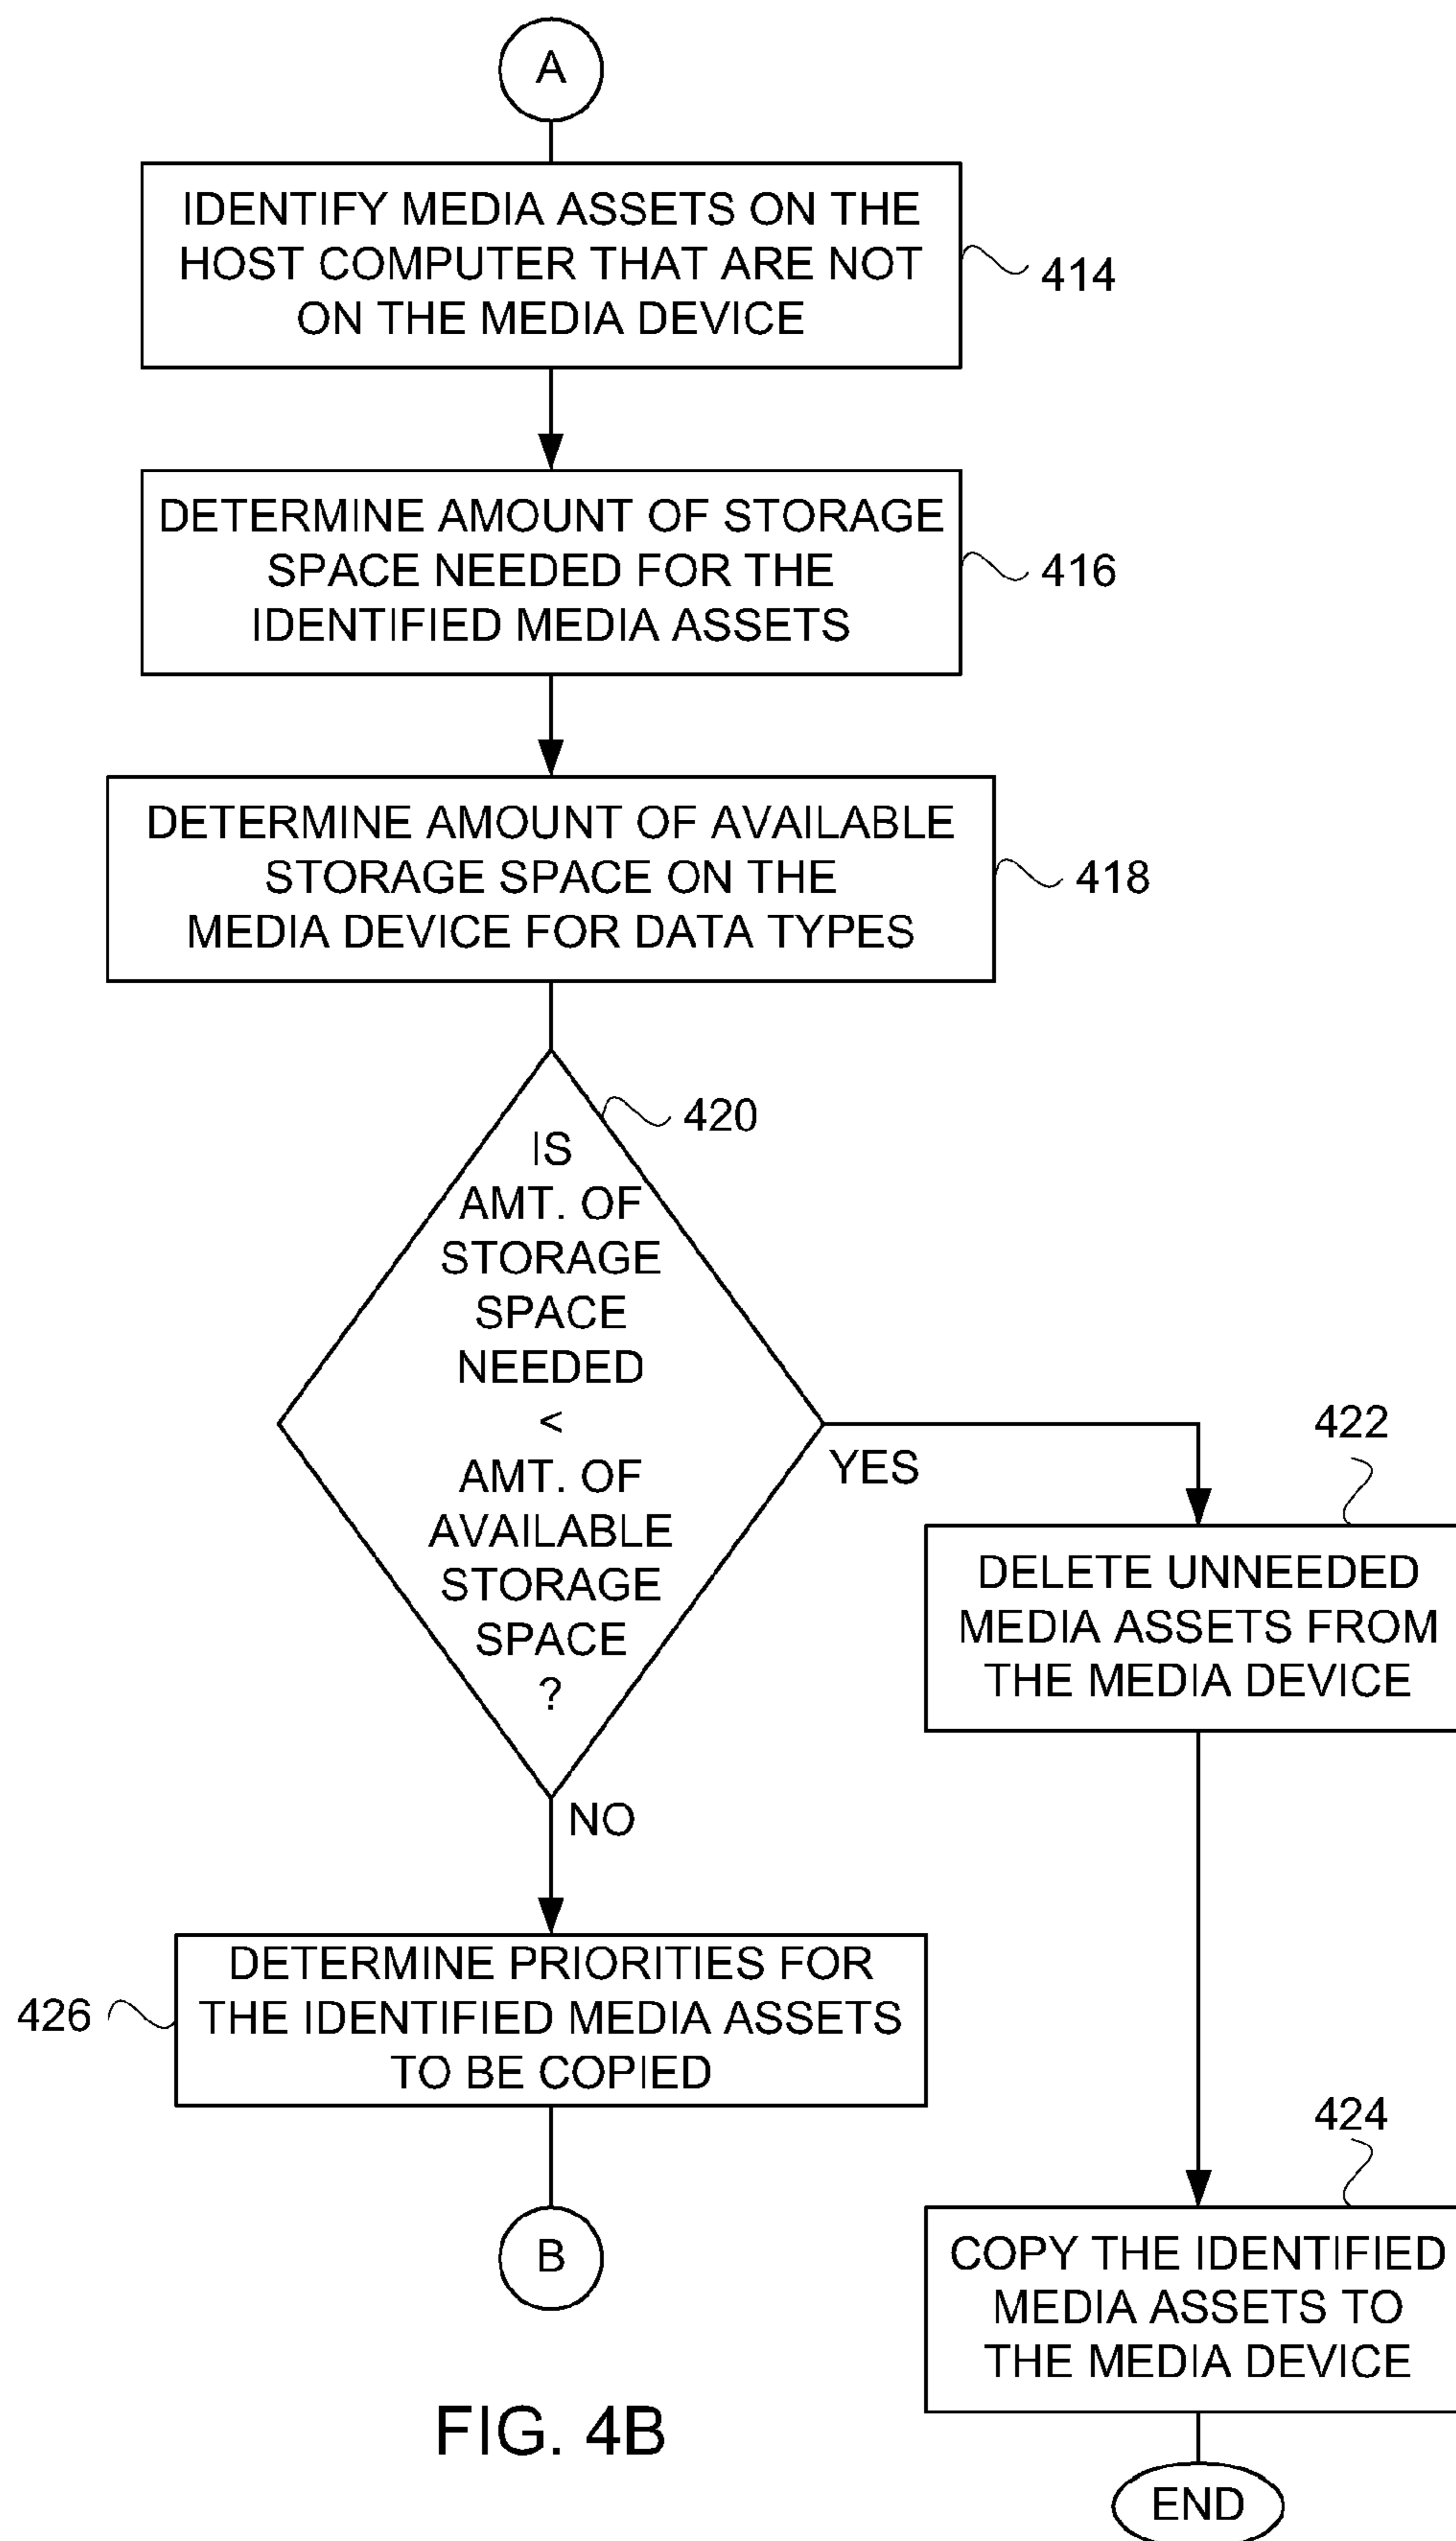 A
IDENTIFY MEDIA ASSETS ON THE
HOST COMPUTER THAT ARE NOT
ON THE MEDIA DEVICE
414
DETERMINE AMOUNT OF STORAGE
SPACE NEEDED FOR THE
IDENTIFIED MEDIA ASSETS
416
DETERMINE AMOUNT OF AVAILABLE
STORAGE SPACE ON THE
MEDIA DEVICE FOR DATA TYPES
418
420
IS
AMT. OF
STORAGE
SPACE
NEEDED
<
AMT. OF
AVAILABLE
STORAGE
SPACE
?
YES
422
DELETE UNNEEDED
MEDIA ASSETS FROM
THE MEDIA DEVICE
NO
426
DETERMINE PRIORITIES FOR
THE IDENTIFIED MEDIA ASSETS
TO BE COPIED
424
COPY THE IDENTIFIED
MEDIA ASSETS TO
THE MEDIA DEVICE
B
FIG. 4B
END